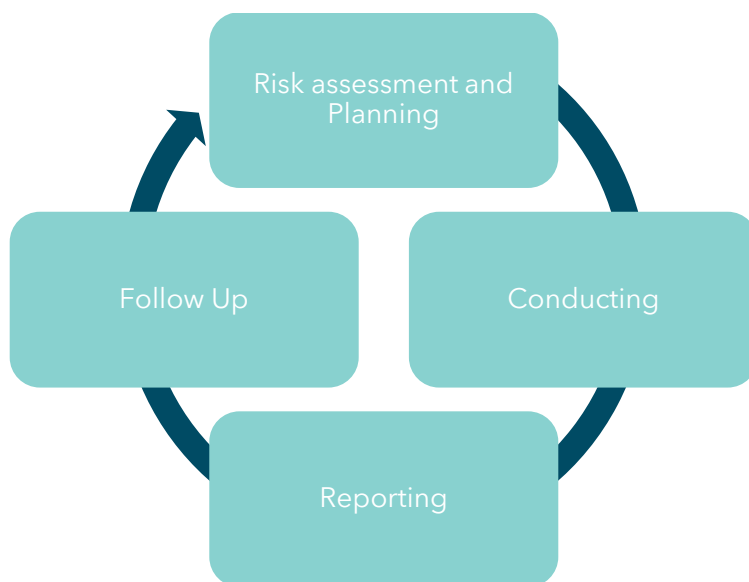 Risk assessment and
Planning
Follow Up
Conducting
Reporting